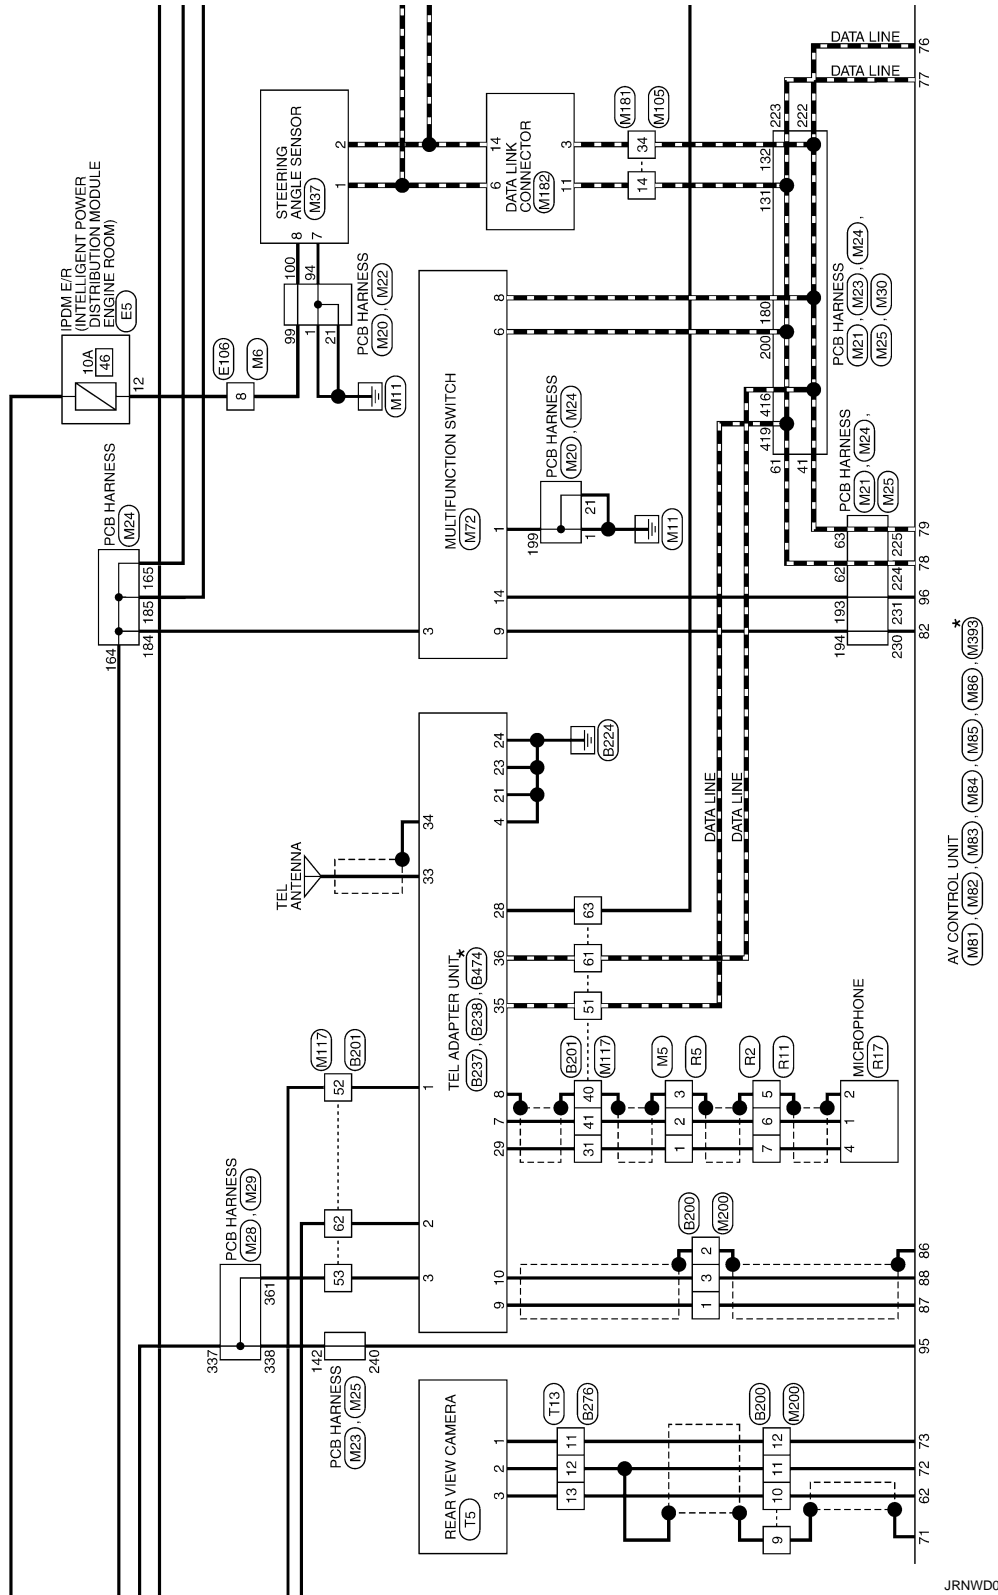 IPDM E/R
(INTELLIGENT POWER
DISTRIBUTION MODULE
ENGINE ROOM)
E5
10A
46
12
E106
M6
8
99
1
21
100
94
PCB HARNESS
M20 , M22
M11
8
7
STEERING
ANGLE SENSOR
M37
1
2
6
14
DATA LINK
CONNECTOR
M182
11
3
14
34
M181
M105
131
132
223
222
DATA LINE
DATA LINE
76
77
PCB HARNESS
M24
164
184
185
165
3
MULTIFUNCTION SWITCH
M72
9
14
1
6
8
199
1
21
PCB HARNESS
M20 , M24
M11
200
180
419
416
61
41
PCB HARNESS
M21 , M23 , M24 ,
M25 , M30
PCB HARNESS
M21 , M24 ,
M25
194
193
62
63
230
231
224
225
82
96
78
79
TEL
ANTENNA
33
34
4
21
23
24
B224
TEL ADAPTER UNIT*
B237 , B238 , B474
1
2
3
9
10
29
7
8
35
36
28
51
61
63
DATA LINE
DATA LINE
M117
B201
52
62
53
PCB HARNESS
M28 , M29
337
338
361
142
240
PCB HARNESS
M23 , M25
95
B201
M117
31
41
40
M5
R5
1
2
3
R2
R11
7
6
5
MICROPHONE
R17
4
1
2
B200
M200
1
3
2
87
88
86
REAR VIEW CAMERA
T5
3
2
1
T13
B276
13
12
11
B200
M200
9
10
11
12
71
62
72
73
AV CONTROL UNIT *
M81 , M82 , M83 , M84 , M85 , M86 , M393